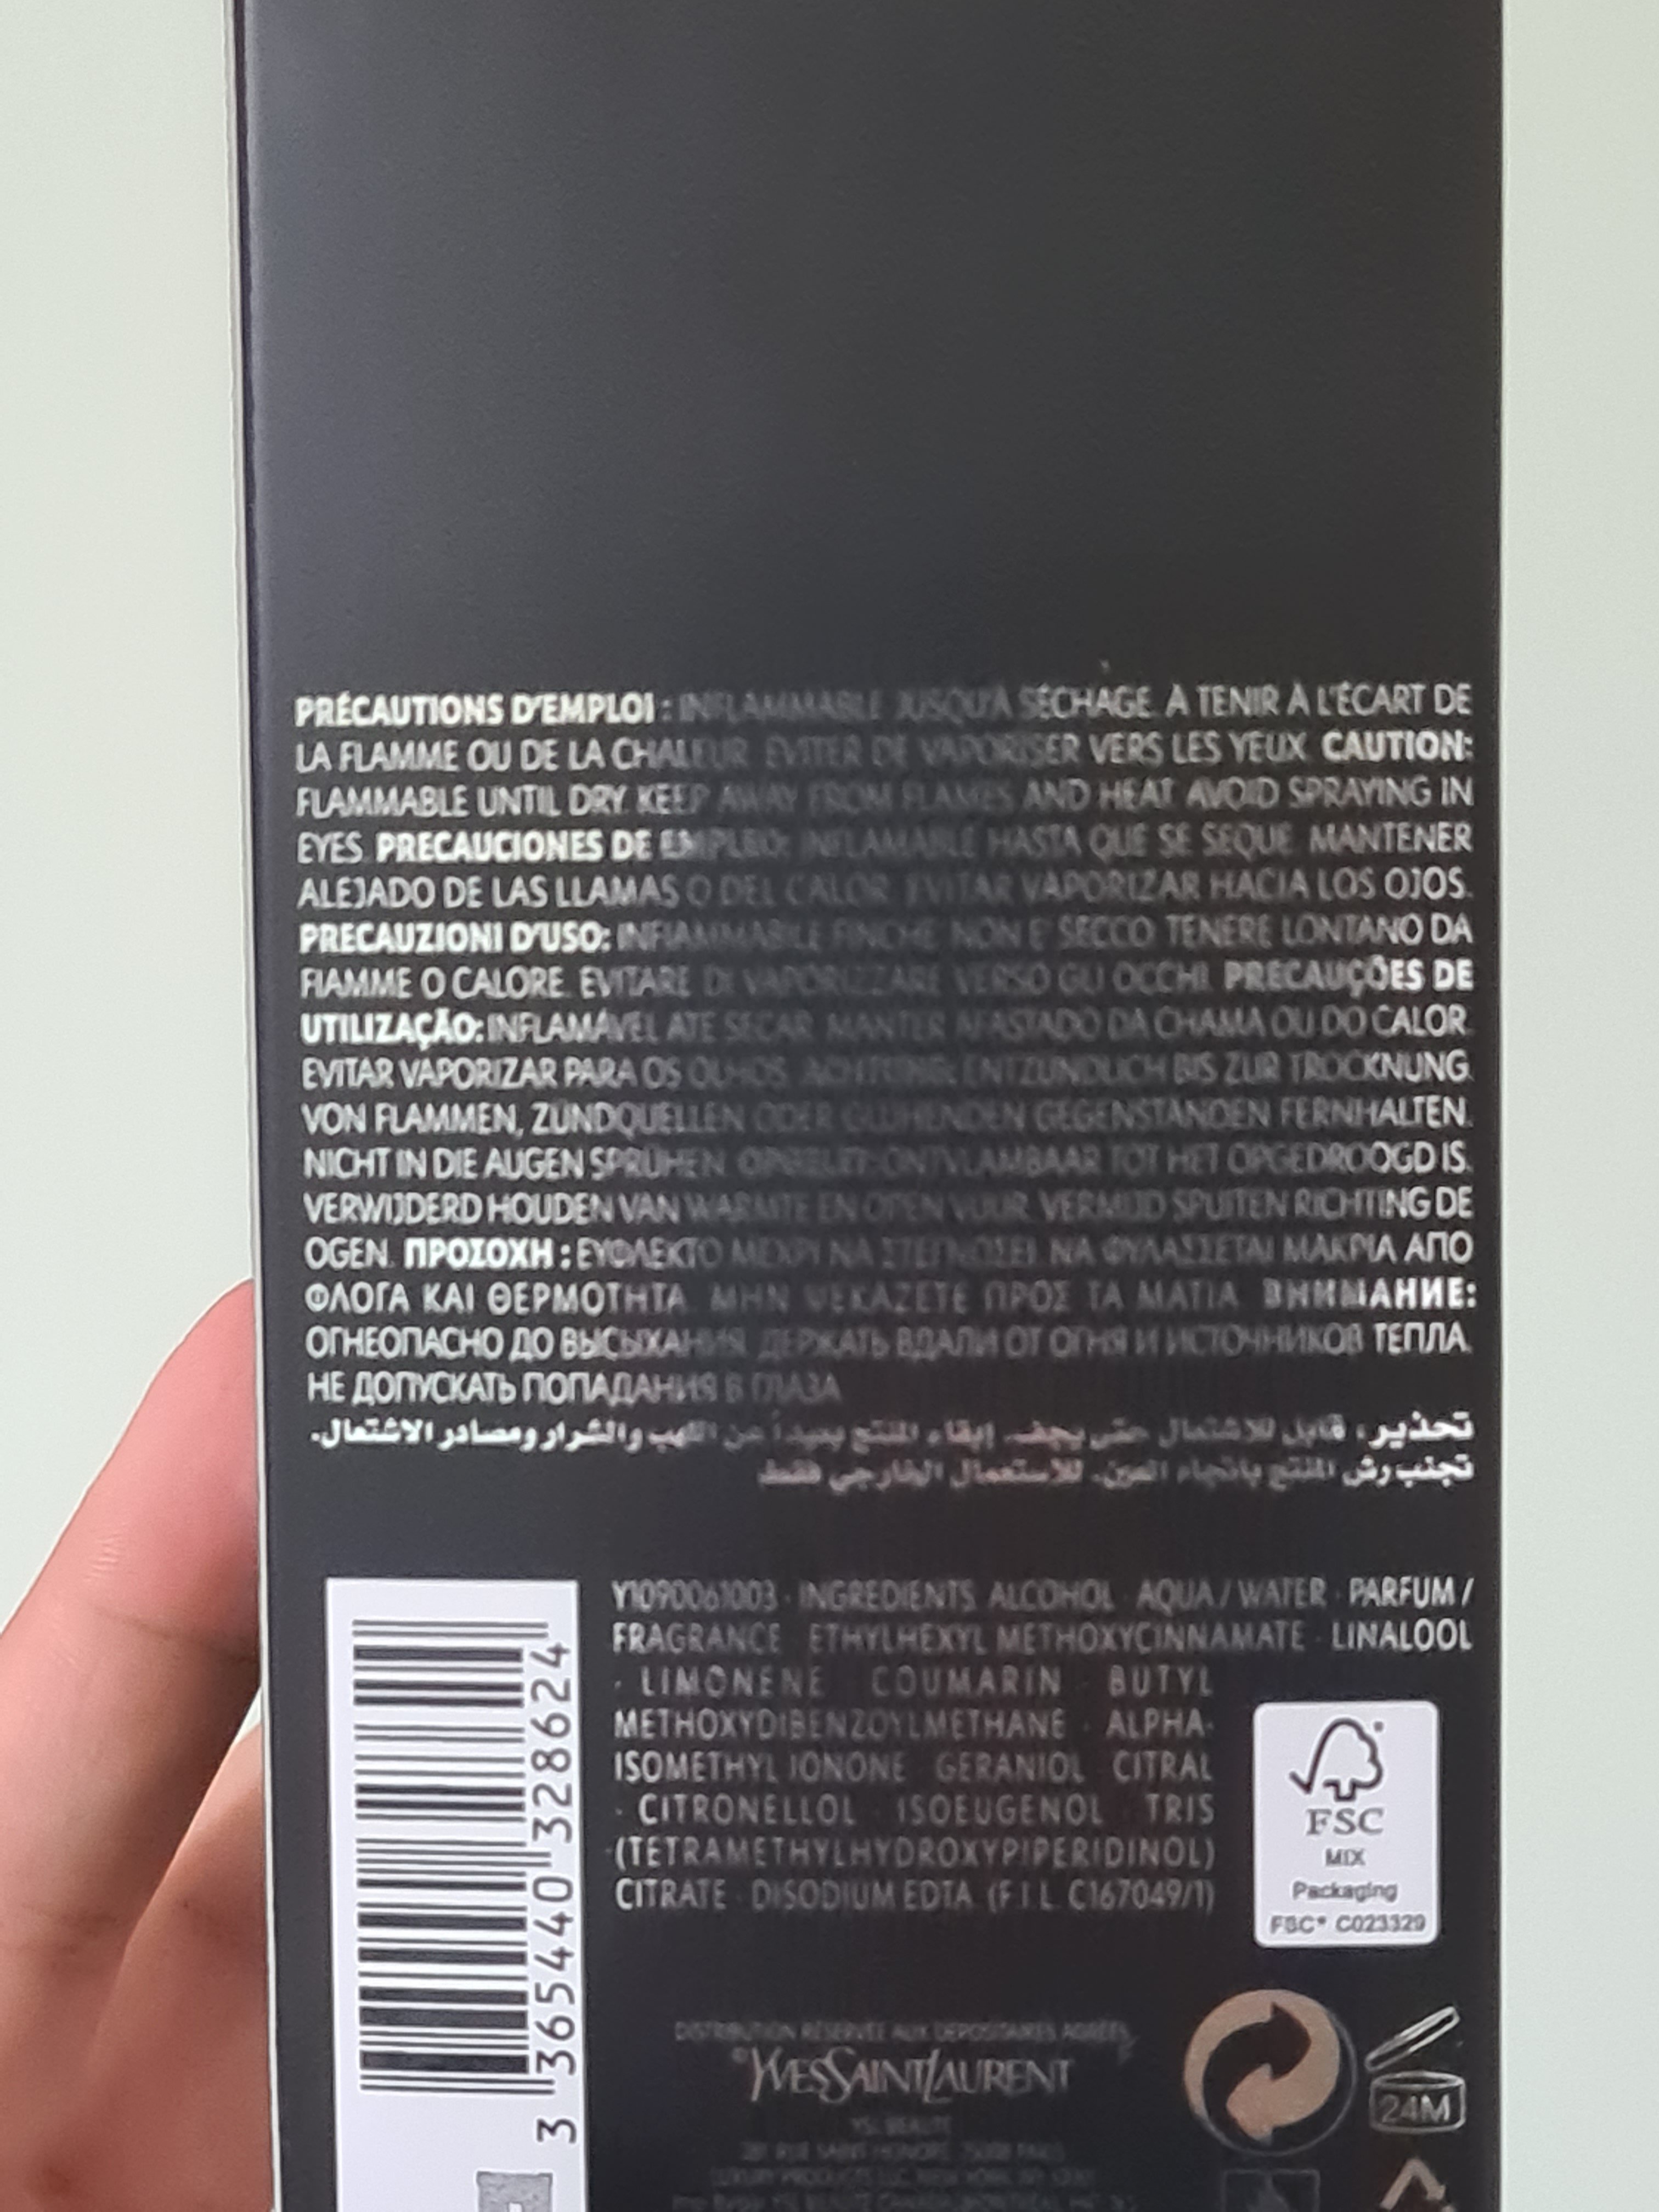 PRÉCAUTIONS D'EMPLOI : INFLAMMABLE JUSQU'À SÉCHAGE. À TENIR À L'ÉCART DE
LA FLAMME OU DE LA CHALEUR. EVITER DE VAPORISER VERS LES YEUX. CAUTION:
FLAMMABLE UNTIL DRY. KEEP AWAY FROM FLAMES AND HEAT. AVOID SPRAYING IN
EYES. PRECAUCIONES DE EMPLEO: INFLAMABLE HASTA QUE SE SEQUE. MANTENER
ALEJADO DE LAS LLAMAS O DEL CALOR. EVITAR VAPORIZAR HACIA LOS OJOS.
PRECAUZIONI D'USO: INFIAMMABILE FINCHE NON E' SECCO. TENERE LONTANO DA
FIAMME O CALORE. EVITARE DI VAPORIZZARE VERSO GLI OCCHI. PRECAUÇÕES DE
UTILIZAÇÃO: INFLAMÁVEL ATE SECAR. MANTER AFASTADO DA CHAMA OU DO CALOR.
EVITAR VAPORIZAR PARA OS OLHOS. ACHTUNG: ENTZÜNDLICH BIS ZUR TROCKNUNG.
VON FLAMMEN, ZÜNDQUELLEN ODER GLÜHENDEN GEGENSTÄNDEN FERNHALTEN.
NICHT IN DIE AUGEN SPRÜHEN. OPGELET: ONTVLAMBAAR TOT HET OPGEDROOGD IS.
VERWIJDERD HOUDEN VAN WARMTE EN OPEN VUUR. VERMIJD SPUITEN RICHTING DE
OGEN. ΠΡΟΣΟΧΗ : ΕΥΦΛΕΚΤΟ ΜΕΧΡΙ ΝΑ ΣΤΕΓΝΩΣΕΙ. ΝΑ ΦΥΛΑΣΣΕΤΑΙ ΜΑΚΡΙΑ ΑΠΟ
ΦΛΟΓΑ ΚΑΙ ΘΕΡΜΟΤΗΤΑ. ΜΗΝ ΨΕΚΑΖΕΤΕ ΠΡΟΣ ΤΑ ΜΑΤΙΑ. ВНИМАНИЕ:
ОГНЕОПАСНО ДО ВЫСЫХАНИЯ. ДЕРЖАТЬ ВДАЛИ ОТ ОГНЯ И ИСТОЧНИКОВ ТЕПЛА.
НЕ ДОПУСКАТЬ ПОПАДАНИЯ В ГЛАЗА
تحذير، قابل للاشتعال حتى يجف. إبقاء المنتج بعيداً عن اللهب والشرار ومصادر الاشتعال.
تجنب رش المنتج باتجاه العين. للاستعمال الخارجي فقط
Y1090061003 · INGREDIENTS ALCOHOL · AQUA / WATER · PARFUM /
FRAGRANCE · ETHYLHEXYL METHOXYCINNAMATE · LINALOOL
· LIMONENE · COUMARIN · BUTYL
METHOXYDIBENZOYLMETHANE · ALPHA-
ISOMETHYL IONONE · GERANIOL · CITRAL
· CITRONELLOL · ISOEUGENOL · TRIS
(TETRAMETHYLHYDROXYPIPERIDINOL)
CITRATE · DISODIUM EDTA (F.I.L. C167049/1)
3 365440 328624
FSC
MIX
Packaging
FSC® C023329
DISTRIBUTION RÉSERVÉE AUX DÉPOSITAIRES AGRÉÉS
YVESSAINTLAURENT
YSL BEAUTÉ
24M